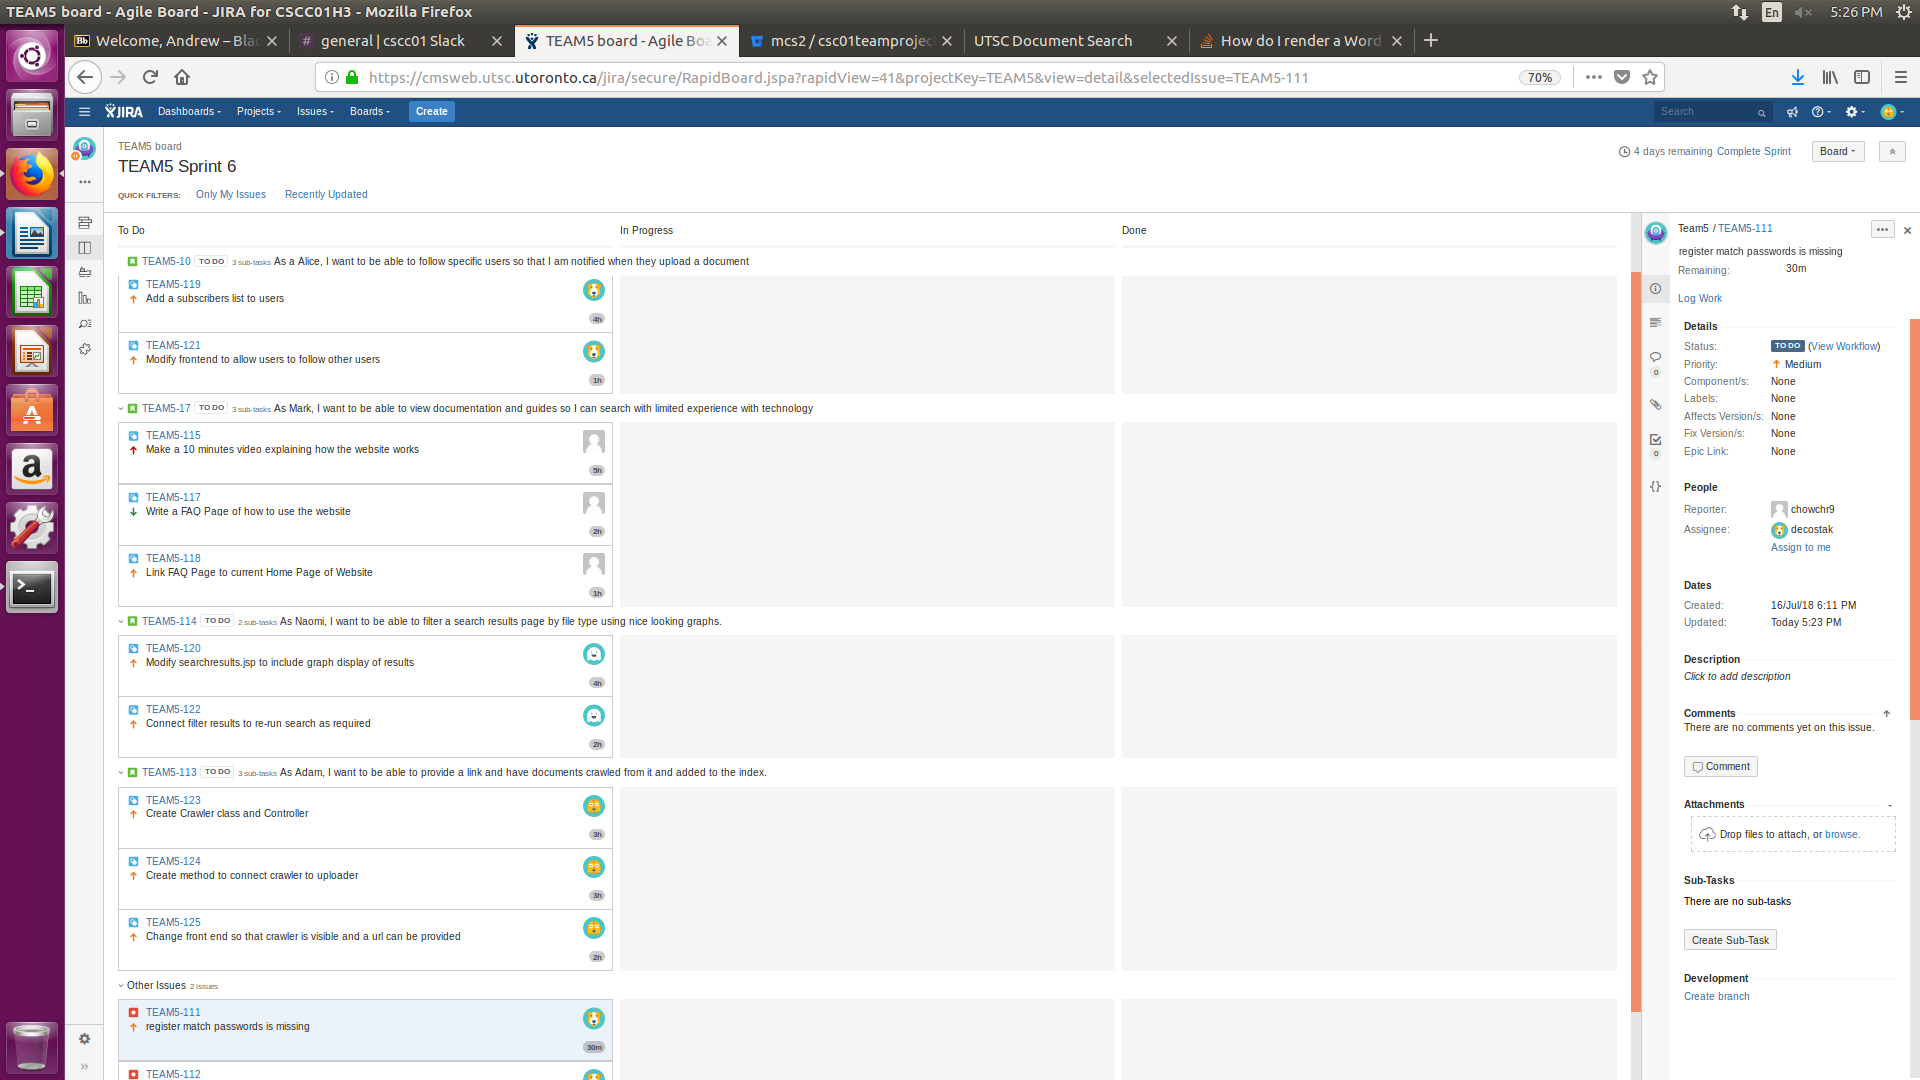 TEAM5 board - Agile Board - JIRA for CSCC01H3 - Mozilla Firefox
En
5:26 PM
Welcome, Andrew – Bla
general | cscc01 Slack
TEAM5 board - Agile Bo
mcs2 / csc01teamproject
UTSC Document Search
How do I render a Word
https://cmsweb.utsc.utoronto.ca/jira/secure/RapidBoard.jspa?rapidView=41&projectKey=TEAM5&view=detail&selectedIssue=TEAM5-111
70%
JIRA
Dashboards
Projects
Issues
Boards
Create
Search
TEAM5 board
TEAM5 Sprint 6
4 days remaining
Complete Sprint
Board
QUICK FILTERS:
Only My Issues
Recently Updated
To Do
In Progress
Done
TEAM5-10 TO DO 3 sub-tasks As a Alice, I want to be able to follow specific users so that I am notified when they upload a document
TEAM5-119
Add a subscribers list to users
4h
TEAM5-121
Modify frontend to allow users to follow other users
1h
TEAM5-17 TO DO 3 sub-tasks As Mark, I want to be able to view documentation and guides so I can search with limited experience with technology
TEAM5-115
Make a 10 minutes video explaining how the website works
5h
TEAM5-117
Write a FAQ Page of how to use the website
2h
TEAM5-118
Link FAQ Page to current Home Page of Website
1h
TEAM5-114 TO DO 2 sub-tasks As Naomi, I want to be able to filter a search results page by file type using nice looking graphs.
TEAM5-120
Modify searchresults.jsp to include graph display of results
4h
TEAM5-122
Connect filter results to re-run search as required
2h
TEAM5-113 TO DO 3 sub-tasks As Adam, I want to be able to provide a link and have documents crawled from it and added to the index.
TEAM5-123
Create Crawler class and Controller
3h
TEAM5-124
Create method to connect crawler to uploader
3h
TEAM5-125
Change front end so that crawler is visible and a url can be provided
2h
Other Issues 2 issues
TEAM5-111
register match passwords is missing
30m
TEAM5-112
Team5 / TEAM5-111
register match passwords is missing
Remaining: 30m
Log Work
Details
Status: TO DO (View Workflow)
Priority: Medium
Component/s: None
Labels: None
Affects Version/s: None
Fix Version/s: None
Epic Link: None
People
Reporter: chowchr9
Assignee: decostak
Assign to me
Dates
Created: 16/Jul/18 6:11 PM
Updated: Today 5:23 PM
Description
Click to add description
Comments
There are no comments yet on this issue.
Comment
Attachments
Drop files to attach, or browse.
Sub-Tasks
There are no sub-tasks
Create Sub-Task
Development
Create branch
0
0